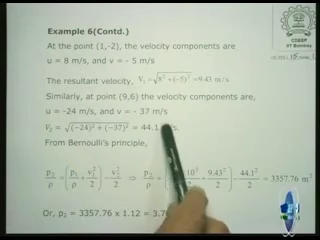 Example 6(Contd.)
CDEEP
IIT Bombay
At the point (1,-2), the velocity components are
u = 8 m/s, and v = - 5 m/s
The resultant velocity, V₁ = √(8² + (-5)²) = 9.43 m/s
Similarly, at point (9,6) the velocity components are,
u = -24 m/s, and v = - 37 m/s
V₂ = √((-24)² + (-37)²) = 44.1
From Bernoulli's principle,
p₂/ρ = (p₁/ρ + v₁²/2 - v₂²/2) = 10³ 9.43²/2 - 44.1²/2 = 3357.76 m²
Or, p₂ = 3357.76 x 1.12 = 3.76